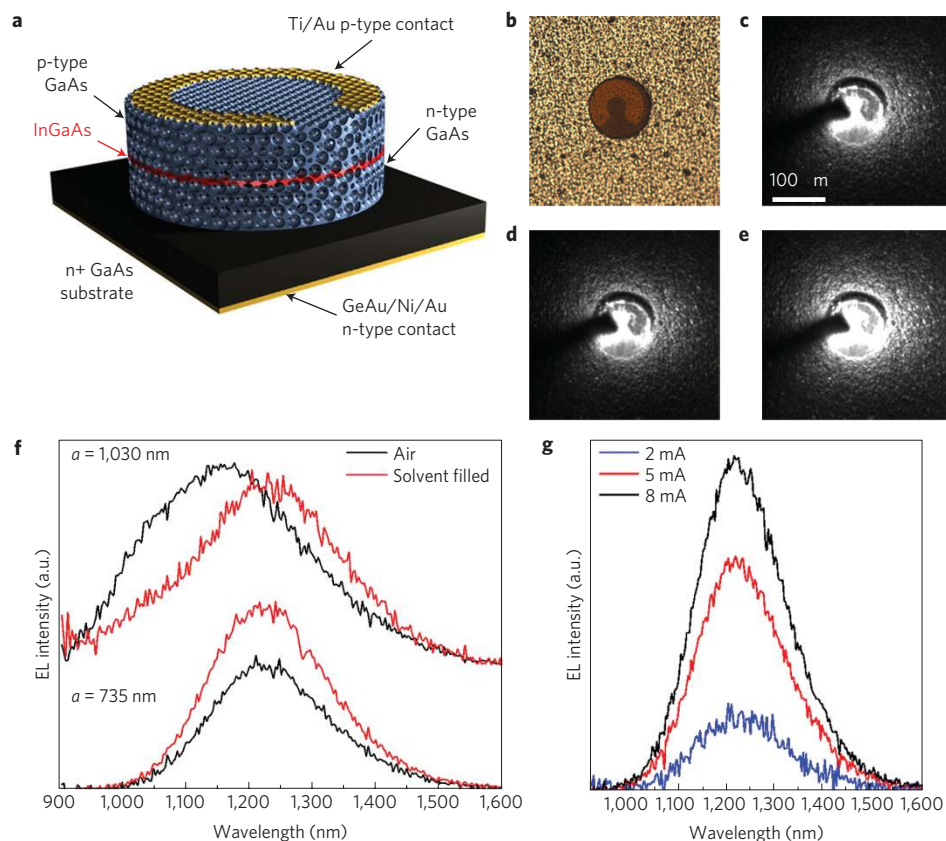 a
Ti/Au p-type contact
p-type
GaAs
n-type
GaAs
InGaAs
n+ GaAs
substrate
GeAu/Ni/Au
n-type contact
b
c
100 m
d
e
f
a = 1,030 nm
Air
Solvent filled
a = 735 nm
EL intensity (a.u.)
900 1,000 1,100 1,200 1,300 1,400 1,500 1,600
Wavelength (nm)
g
2 mA
5 mA
8 mA
EL intensity (a.u.)
1,000 1,100 1,200 1,300 1,400 1,500 1,600
Wavelength (nm)